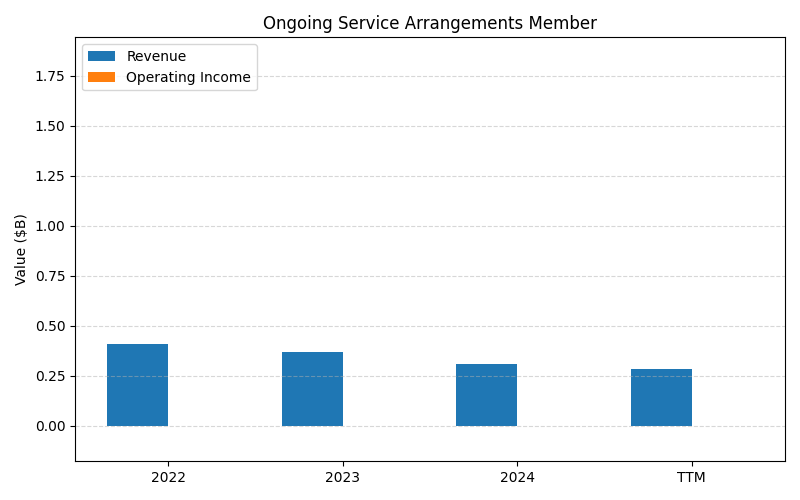 Ongoing Service Arrangements Member
Revenue
Operating Income
Value ($B)
1.75
1.50
1.25
1.00
0.75
0.50
0.25
0.00
2022 2023 2024 TTM